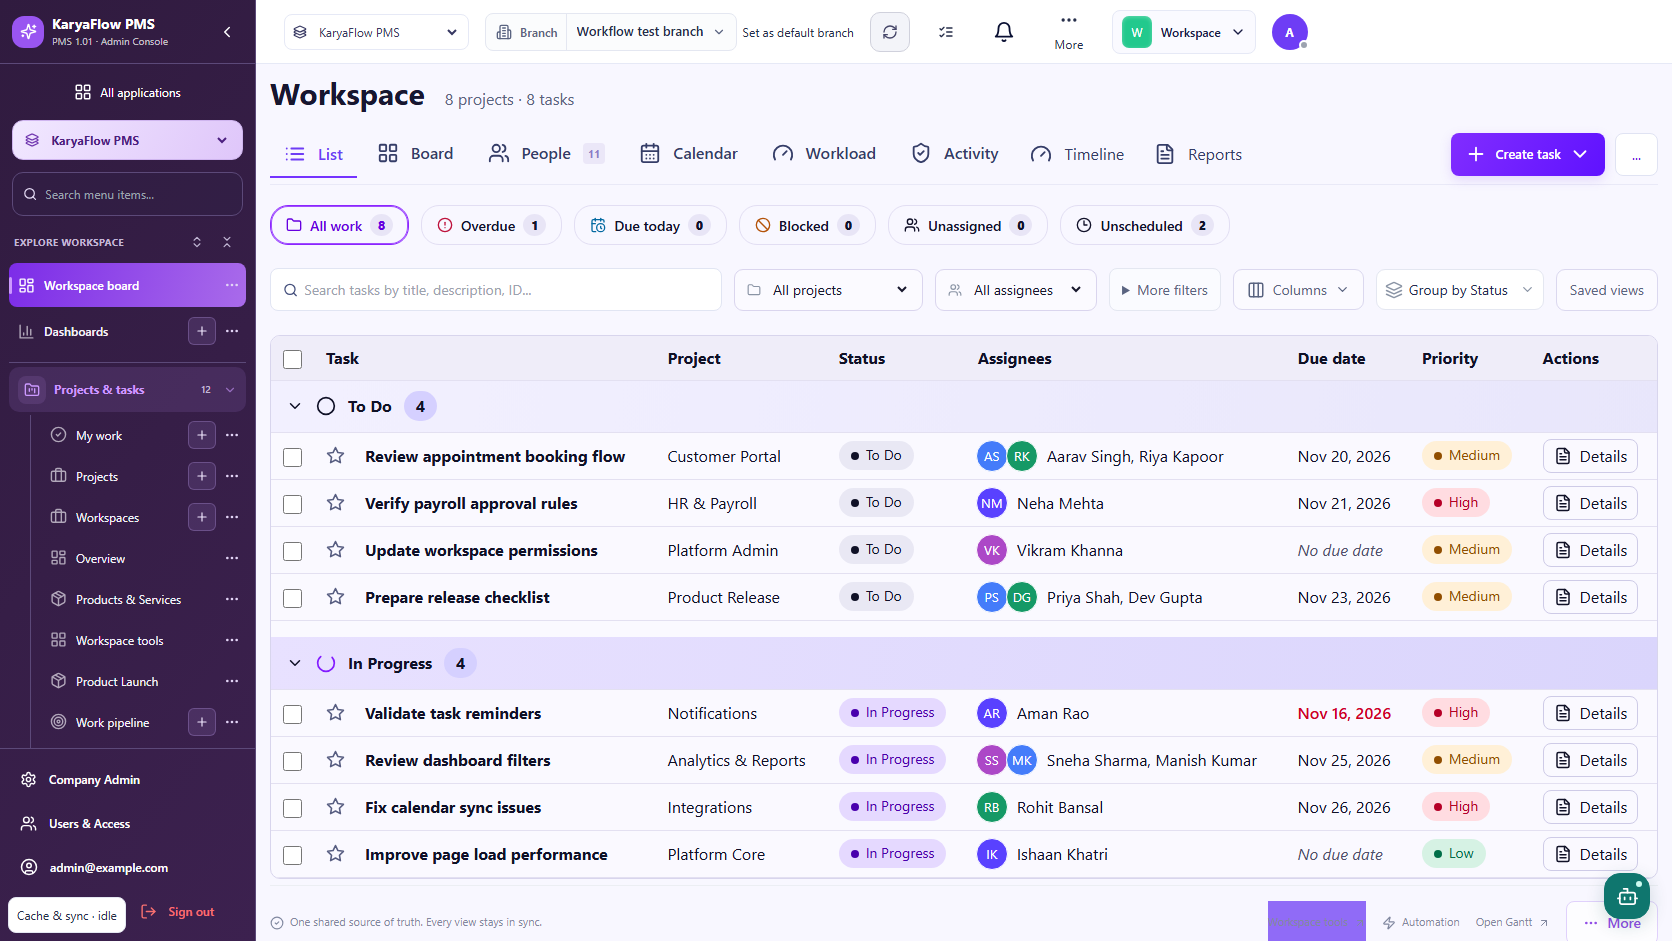 KaryaFlow PMS
PMS 1.01 · Admin Console
All applications
KaryaFlow PMS
Search menu items...
EXPLORE WORKSPACE
Workspace board
Dashboards
Projects & tasks 12
My work
Projects
Workspaces
Overview
Products & Services
Workspace tools
Product Launch
Work pipeline
Company Admin
Users & Access
admin@example.com
Cache & sync · idle
Sign out
KaryaFlow PMS
Branch Workflow test branch
Set as default branch
More
W Workspace
A
Workspace 8 projects · 8 tasks
List Board People 11 Calendar Workload Activity Timeline Reports
Create task ...
All work 8 Overdue 1 Due today 0 Blocked 0 Unassigned 0 Unscheduled 2
Search tasks by title, description, ID... All projects All assignees More filters Columns Group by Status Saved views
Task Project Status Assignees Due date Priority Actions
To Do 4
Review appointment booking flow Customer Portal To Do AS RK Aarav Singh, Riya Kapoor Nov 20, 2026 Medium Details
Verify payroll approval rules HR & Payroll To Do NM Neha Mehta Nov 21, 2026 High Details
Update workspace permissions Platform Admin To Do VK Vikram Khanna No due date Medium Details
Prepare release checklist Product Release To Do PS DG Priya Shah, Dev Gupta Nov 23, 2026 Medium Details
In Progress 4
Validate task reminders Notifications In Progress AR Aman Rao Nov 16, 2026 High Details
Review dashboard filters Analytics & Reports In Progress SS MK Sneha Sharma, Manish Kumar Nov 25, 2026 Medium Details
Fix calendar sync issues Integrations In Progress RB Rohit Bansal Nov 26, 2026 High Details
Improve page load performance Platform Core In Progress IK Ishaan Khatri No due date Low Details
One shared source of truth. Every view stays in sync.
Automation Open Gantt More